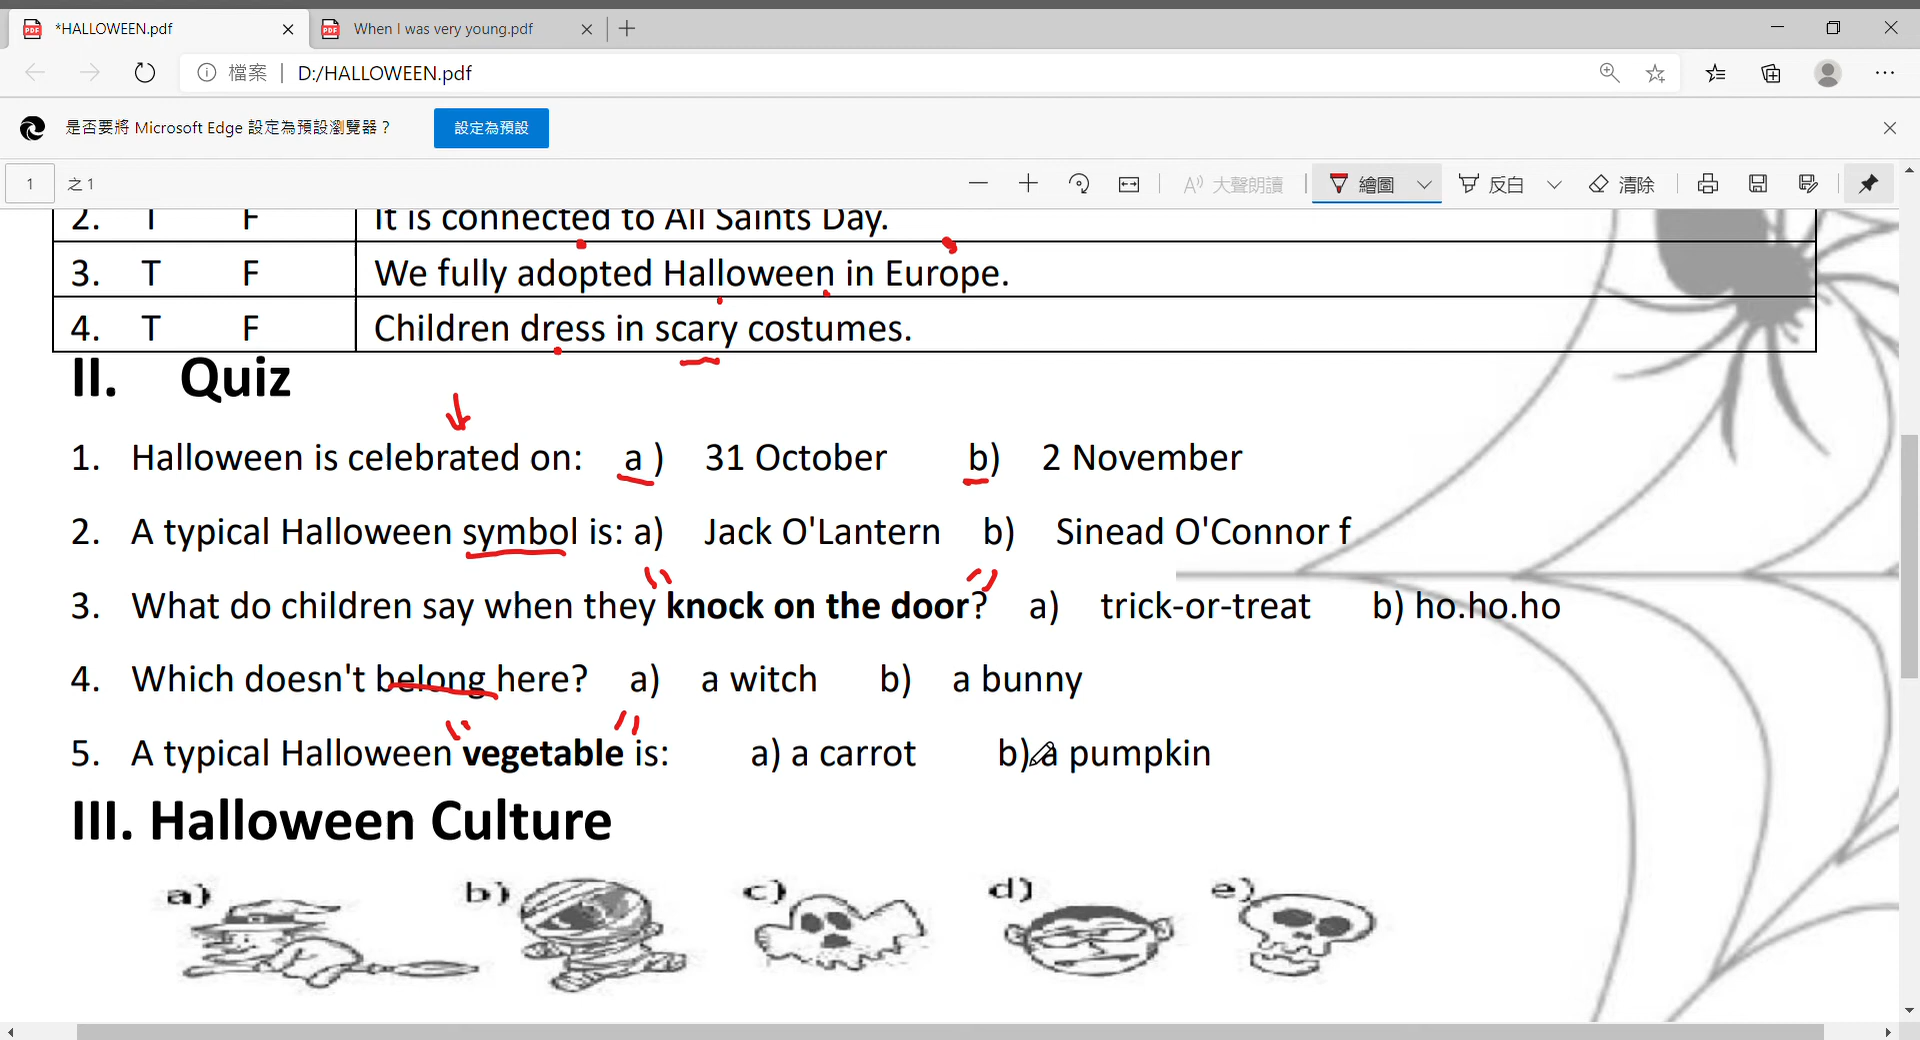 *HALLOWEEN.pdf
When I was very young.pdf
檔案 | D:/HALLOWEEN.pdf
是否要將 Microsoft Edge 設定為預設瀏覽器？
設定為預設
1 之 1
大聲朗讀
繪圖
反白
清除
2. T F It is connected to All Saints Day.
3. T F We fully adopted Halloween in Europe.
4. T F Children dress in scary costumes.
II. Quiz
1. Halloween is celebrated on: a ) 31 October b) 2 November
2. A typical Halloween symbol is: a) Jack O'Lantern b) Sinead O'Connor f
3. What do children say when they knock on the door? a) trick-or-treat b) ho.ho.ho
4. Which doesn't belong here? a) a witch b) a bunny
5. A typical Halloween vegetable is: a) a carrot b) a pumpkin
III. Halloween Culture
a) b) c) d) e)